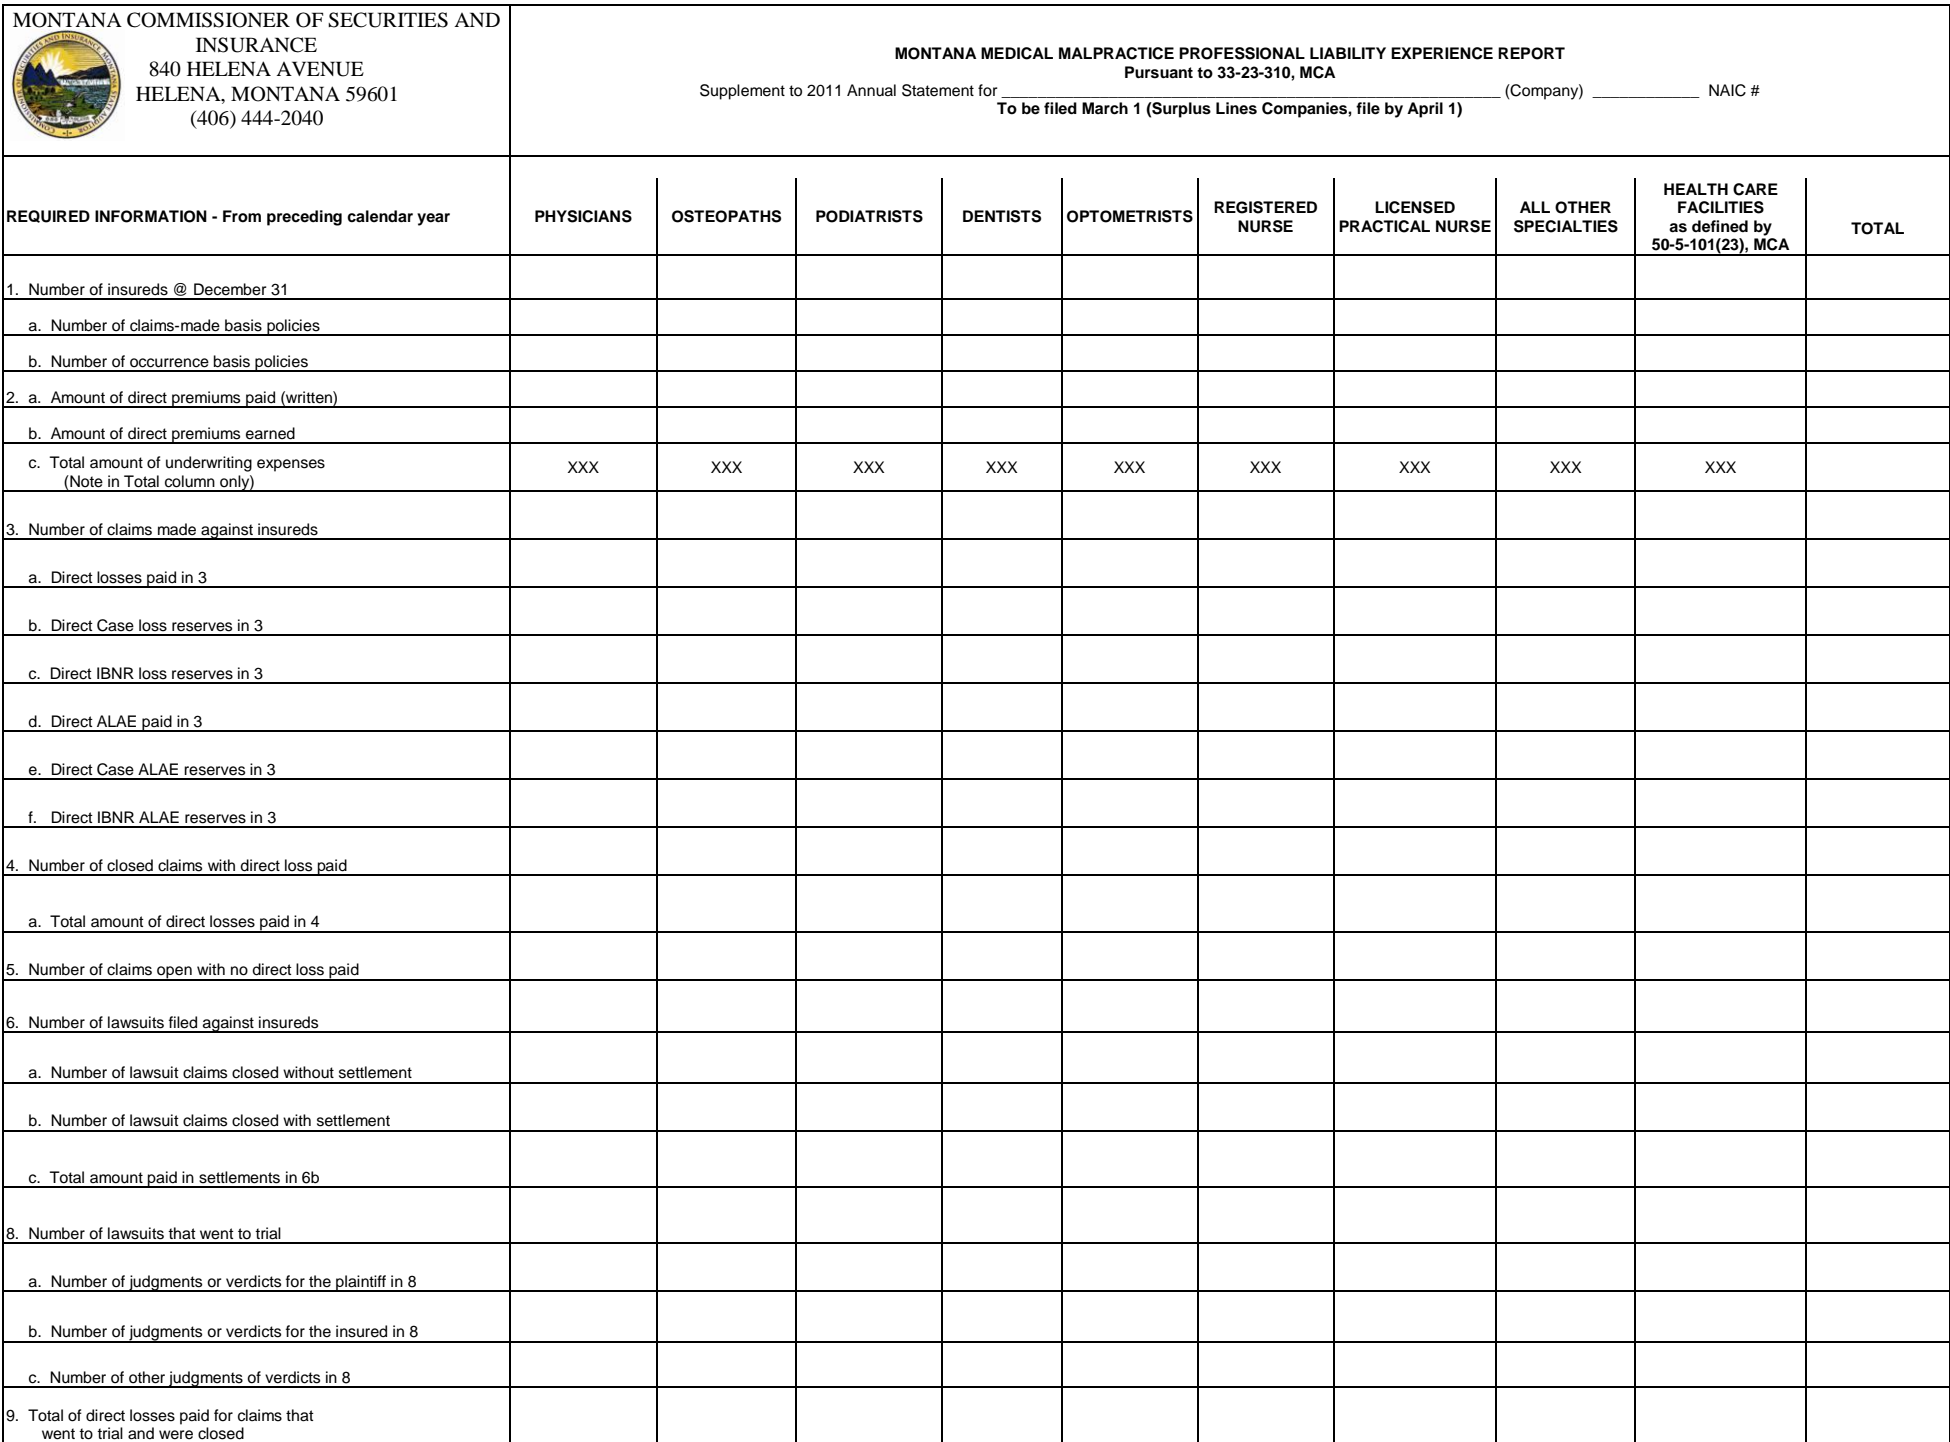 MONTANA COMMISSIONER OF SECURITIES AND
INSURANCE
840 HELENA AVENUE
HELENA, MONTANA 59601
(406) 444-2040
MONTANA MEDICAL MALPRACTICE PROFESSIONAL LIABILITY EXPERIENCE REPORT
Pursuant to 33-23-310, MCA
Supplement to 2011 Annual Statement for ________________________________________________________ (Company) ____________ NAIC #
To be filed March 1 (Surplus Lines Companies, file by April 1)
REQUIRED INFORMATION - From preceding calendar year
PHYSICIANS
OSTEOPATHS
PODIATRISTS
DENTISTS
OPTOMETRISTS
REGISTERED
NURSE
LICENSED
PRACTICAL NURSE
ALL OTHER
SPECIALTIES
HEALTH CARE
FACILITIES
as defined by
50-5-101(23), MCA
TOTAL
1. Number of insureds @ December 31
a. Number of claims-made basis policies
b. Number of occurrence basis policies
2. a. Amount of direct premiums paid (written)
b. Amount of direct premiums earned
c. Total amount of underwriting expenses
(Note in Total column only)
XXX XXX XXX XXX XXX XXX XXX XXX XXX
3. Number of claims made against insureds
a. Direct losses paid in 3
b. Direct Case loss reserves in 3
c. Direct IBNR loss reserves in 3
d. Direct ALAE paid in 3
e. Direct Case ALAE reserves in 3
f. Direct IBNR ALAE reserves in 3
4. Number of closed claims with direct loss paid
a. Total amount of direct losses paid in 4
5. Number of claims open with no direct loss paid
6. Number of lawsuits filed against insureds
a. Number of lawsuit claims closed without settlement
b. Number of lawsuit claims closed with settlement
c. Total amount paid in settlements in 6b
8. Number of lawsuits that went to trial
a. Number of judgments or verdicts for the plaintiff in 8
b. Number of judgments or verdicts for the insured in 8
c. Number of other judgments of verdicts in 8
9. Total of direct losses paid for claims that
went to trial and were closed